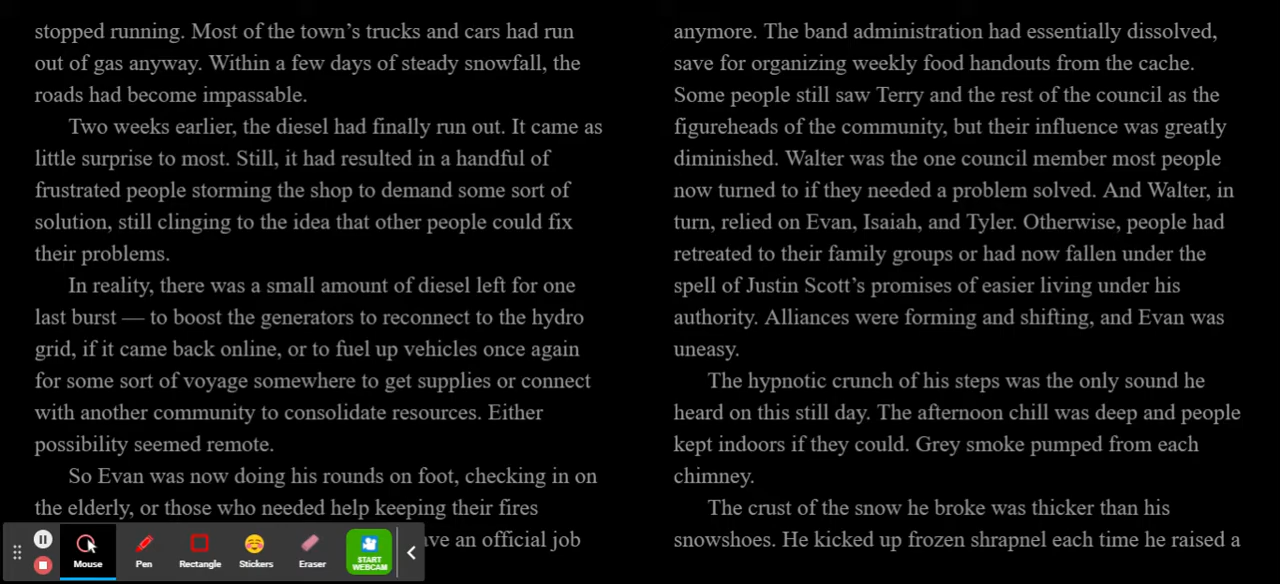 stopped running. Most of the town’s trucks and cars had run
out of gas anyway. Within a few days of steady snowfall, the
roads had become impassable.
Two weeks earlier, the diesel had finally run out. It came as
little surprise to most. Still, it had resulted in a handful of
frustrated people storming the shop to demand some sort of
solution, still clinging to the idea that other people could fix
their problems.
In reality, there was a small amount of diesel left for one
last burst — to boost the generators to reconnect to the hydro
grid, if it came back online, or to fuel up vehicles once again
for some sort of voyage somewhere to get supplies or connect
with another community to consolidate resources. Either
possibility seemed remote.
So Evan was now doing his rounds on foot, checking in on
the elderly, or those who needed help keeping their fires
ave an official job
anymore. The band administration had essentially dissolved,
save for organizing weekly food handouts from the cache.
Some people still saw Terry and the rest of the council as the
figureheads of the community, but their influence was greatly
diminished. Walter was the one council member most people
now turned to if they needed a problem solved. And Walter, in
turn, relied on Evan, Isaiah, and Tyler. Otherwise, people had
retreated to their family groups or had now fallen under the
spell of Justin Scott’s promises of easier living under his
authority. Alliances were forming and shifting, and Evan was
uneasy.
The hypnotic crunch of his steps was the only sound he
heard on this still day. The afternoon chill was deep and people
kept indoors if they could. Grey smoke pumped from each
chimney.
The crust of the snow he broke was thicker than his
snowshoes. He kicked up frozen shrapnel each time he raised a
Mouse
Pen
Rectangle
Stickers
Eraser
START
WEBCAM